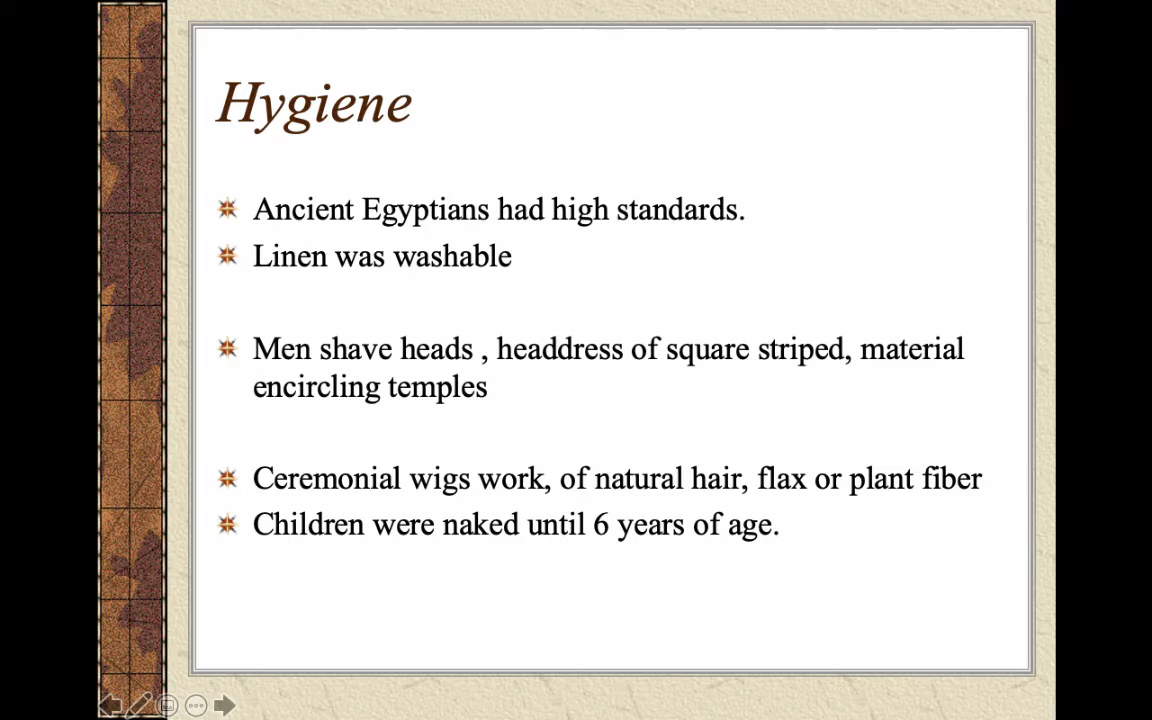 Hygiene
Ancient Egyptians had high standards.
Linen was washable
Men shave heads , headdress of square striped, material
encircling temples
Ceremonial wigs work, of natural hair, flax or plant fiber
Children were naked until 6 years of age.